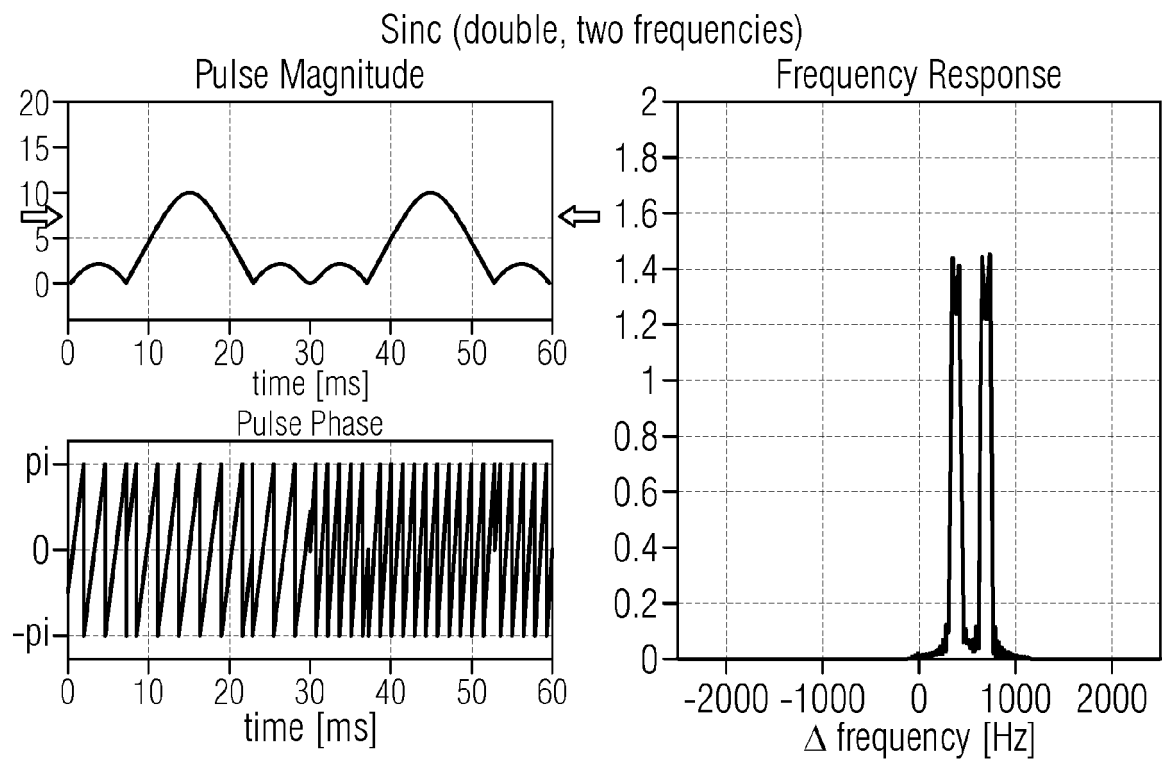 Sinc (double, two frequencies)
Pulse Magnitude
20
15
10
5
0
0 10 20 30 40 50 60
time [ms]
Pulse Phase
pi
0
-pi
0 10 20 30 40 50 60
time [ms]
Frequency Response
2
1.8
1.6
1.4
1.2
1
0.8
0.6
0.4
0.2
0
-2000 -1000 0 1000 2000
Δ frequency [Hz]